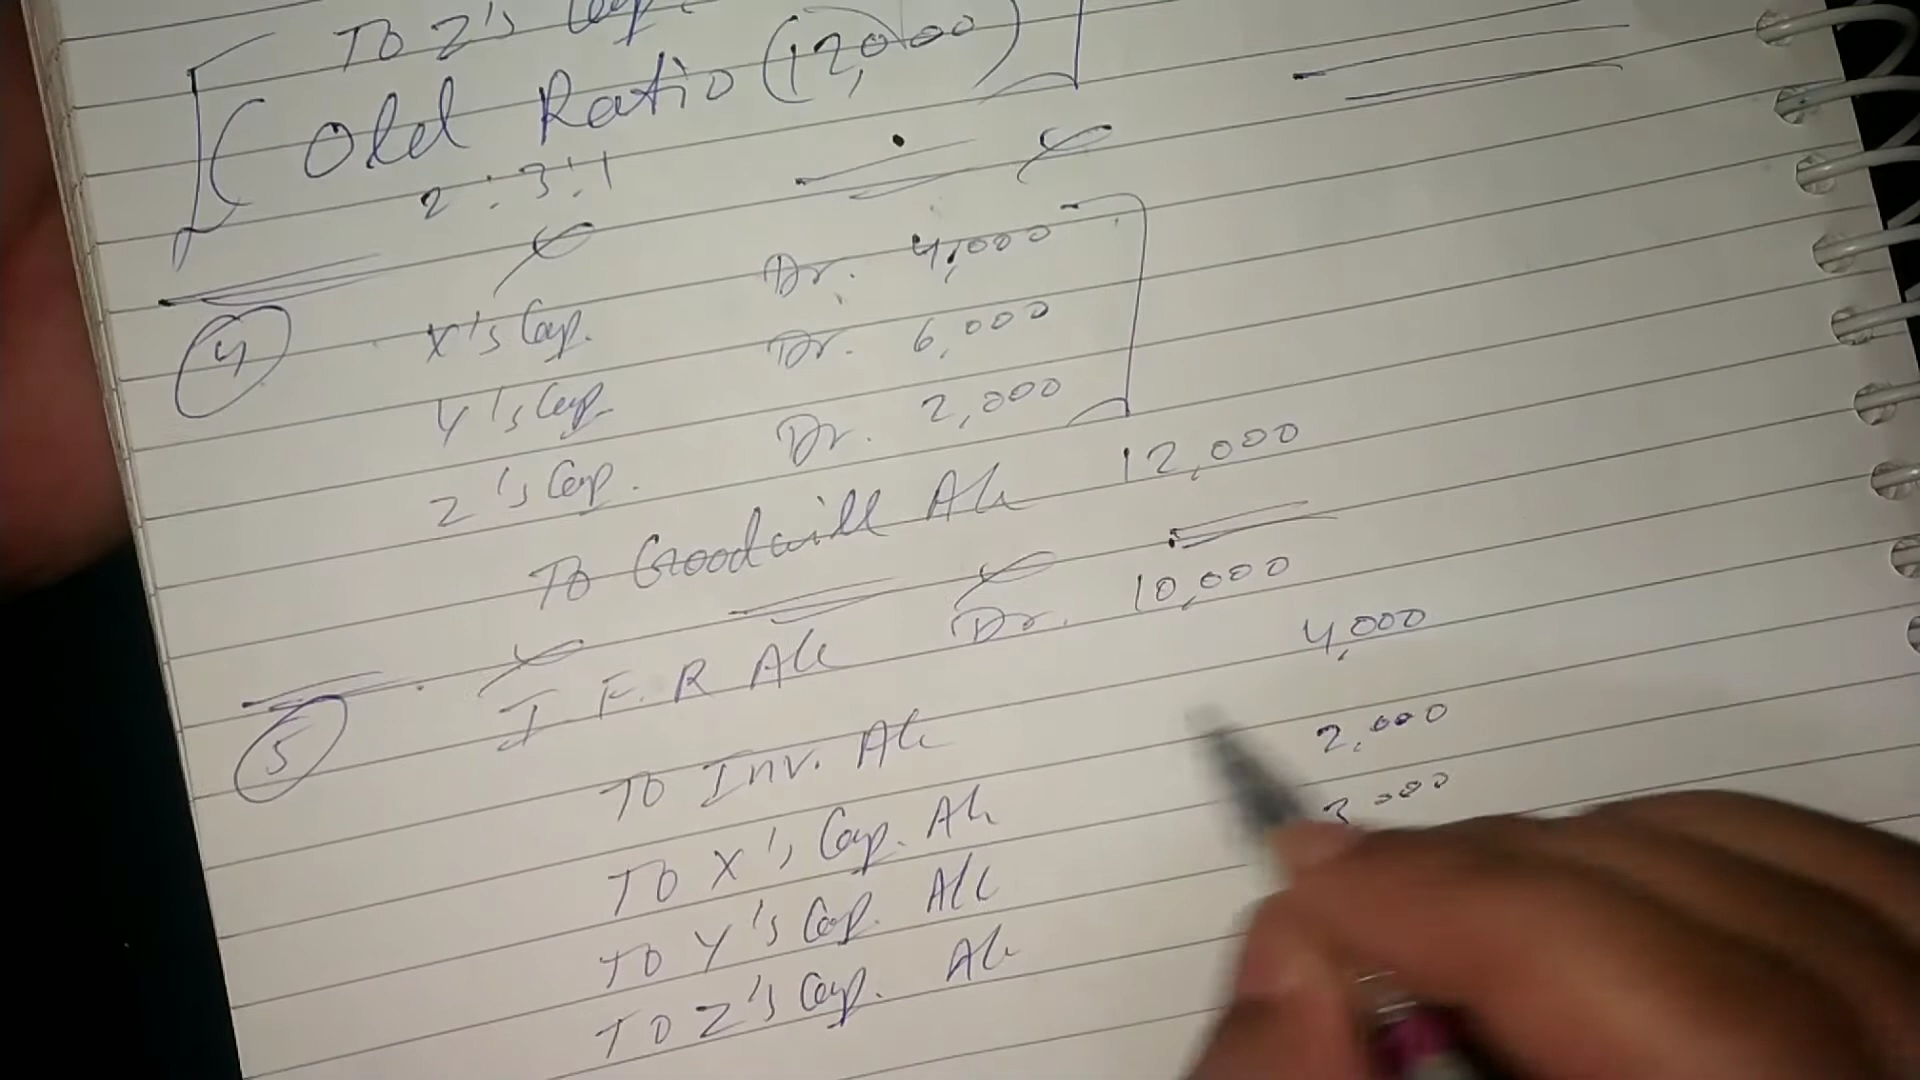 To Z's Cap.
( Old Ratio (12,000)
2 : 3 : 1
4 X's Cap. Dr. 4,000
Y's Cap. Dr. 6,000
Z's Cap. Dr. 2,000
To Goodwill A/c 12,000
5 I.F.R A/c Dr. 10,000
To Inv. A/c 4,000
To X's Cap. A/c 2,000
To Y's Cap. A/c 3,000
To Z's Cap. A/c